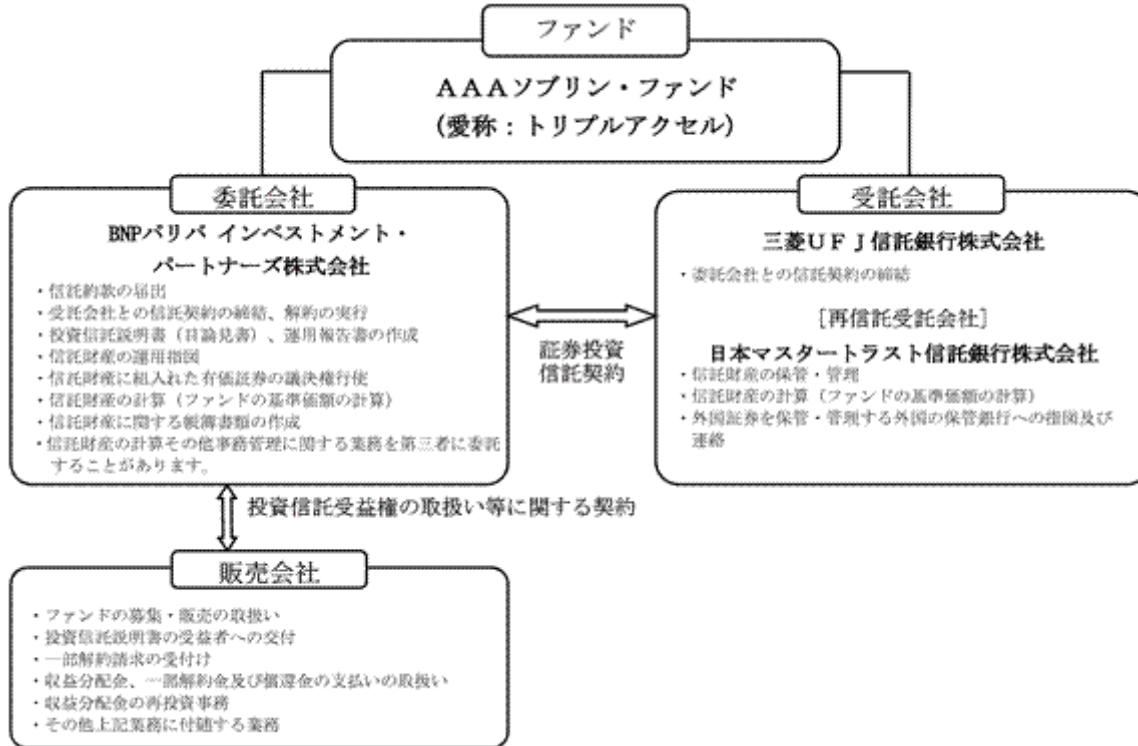 ファンド
AAAソブリン・ファンド
(愛称：トリプルアクセル)
委託会社
BNPパリバ インベストメント・
パートナーズ株式会社
・信託約款の届出
・受託会社との信託契約の締結、解約の実行
・投資信託説明書（目論見書）、運用報告書の作成
・信託財産の運用指図
・信託財産に組入れた有価証券の議決権行使
・信託財産の計算（ファンドの基準価額の計算）
・信託財産に関する帳簿書類の作成
・信託財産の計算その他事務管理に関する業務を第三者に委託
することがあります。
証券投資
信託契約
受託会社
三菱UFJ信託銀行株式会社
・委託会社との信託契約の締結
[再信託受託会社]
日本マスタートラスト信託銀行株式会社
・信託財産の保管・管理
・信託財産の計算（ファンドの基準価額の計算）
・外国証券を保管・管理する外国の保管銀行への指図及び
連絡
投資信託受益権の取扱い等に関する契約
販売会社
・ファンドの募集・販売の取扱い
・投資信託説明書の受益者への交付
・一部解約請求の受付け
・収益分配金、一部解約金及び償還金の支払いの取扱い
・収益分配金の再投資事務
・その他上記業務に付随する業務